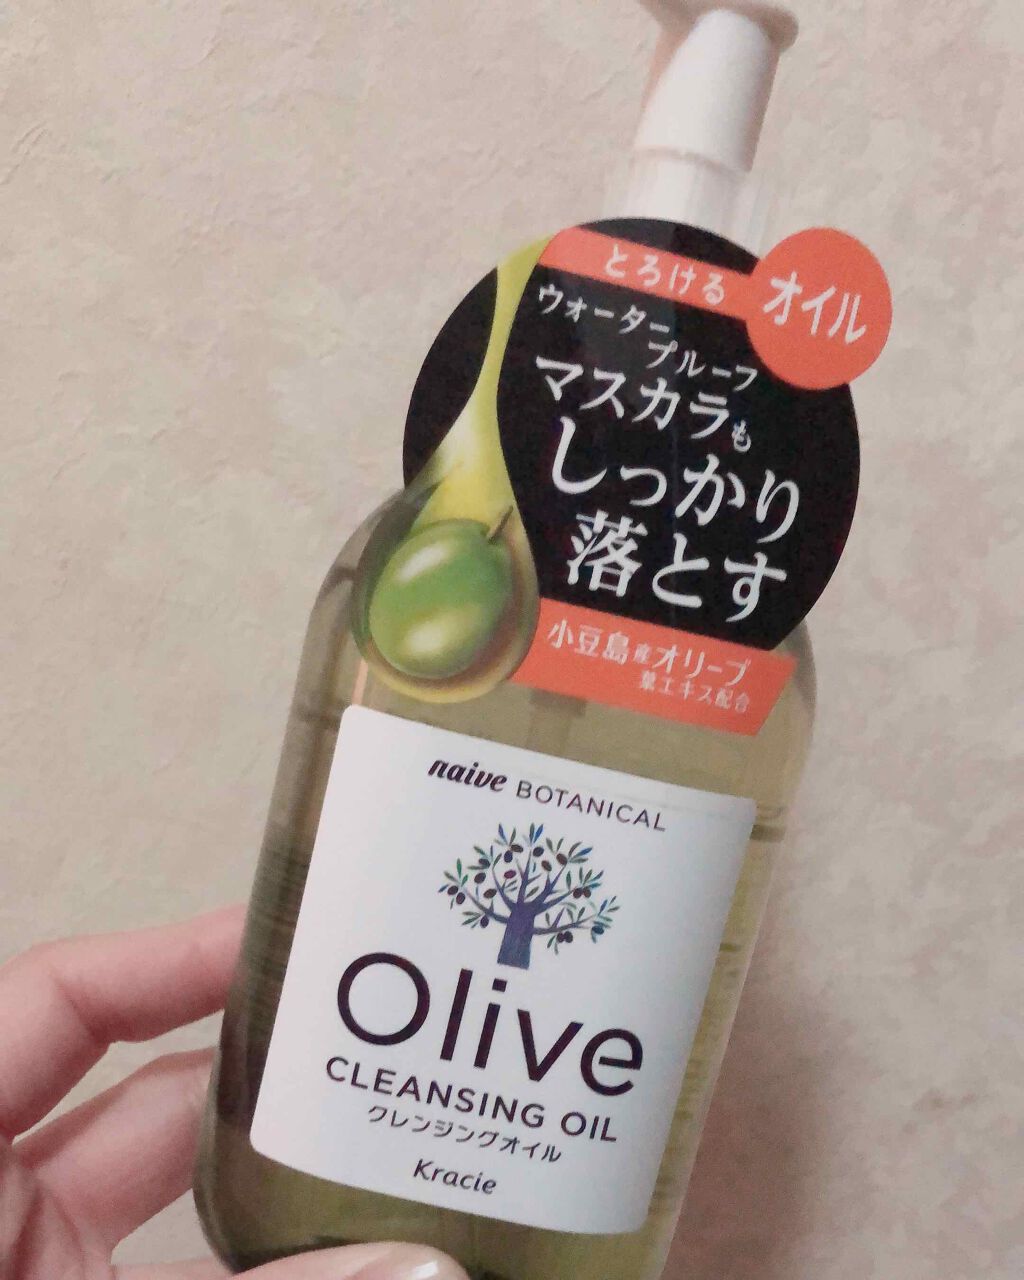 とろける
オイル
ウォーター
プルーフ
マスカラも
しっかり
落とす
小豆島産オリーブ
葉エキス配合
naive BOTANICAL
Olive
CLEANSING OIL
クレンジングオイル
Kracie